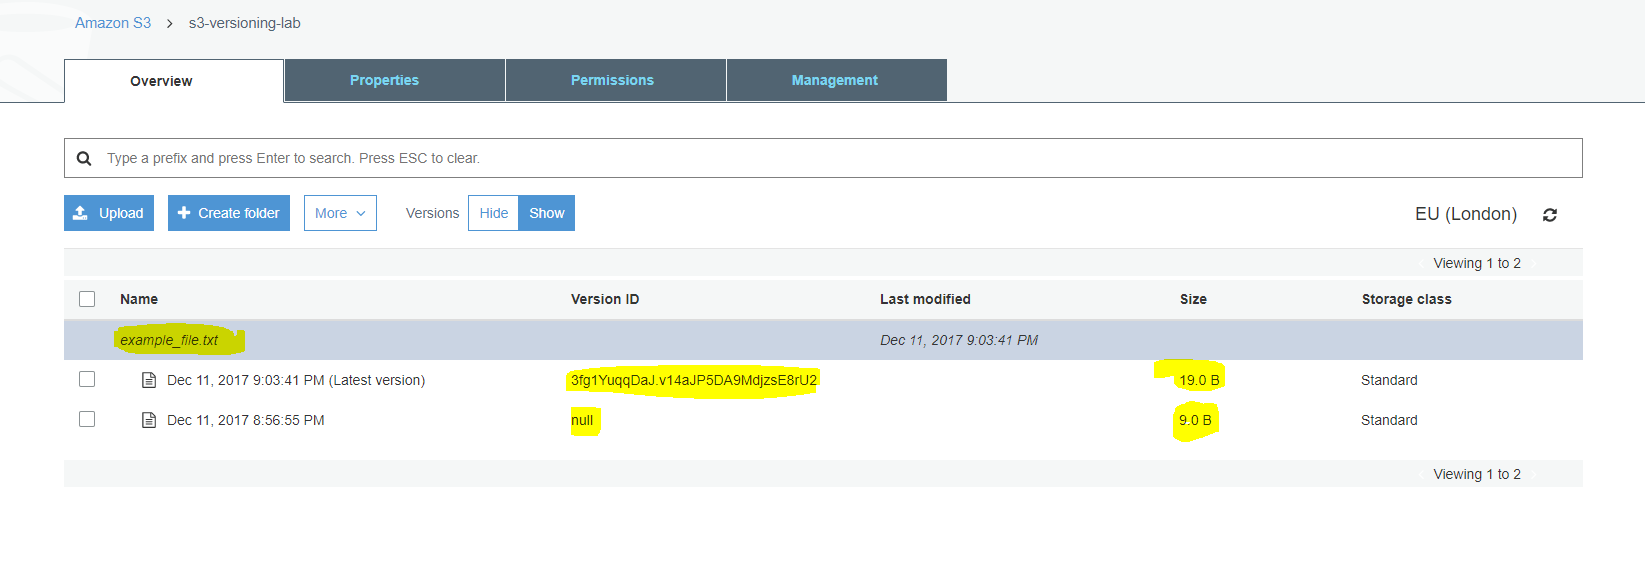 Amazon S3 > s3-versioning-lab
Overview Properties Permissions Management
Type a prefix and press Enter to search. Press ESC to clear.
Upload Create folder More Versions Hide Show EU (London)
Viewing 1 to 2
Name Version ID Last modified Size Storage class
example_file.txt Dec 11, 2017 9:03:41 PM
Dec 11, 2017 9:03:41 PM (Latest version) 3fg1YuqqDaJ.v14aJP5DA9MdjzsE8rU2 19.0 B Standard
Dec 11, 2017 8:56:55 PM null 9.0 B Standard
Viewing 1 to 2